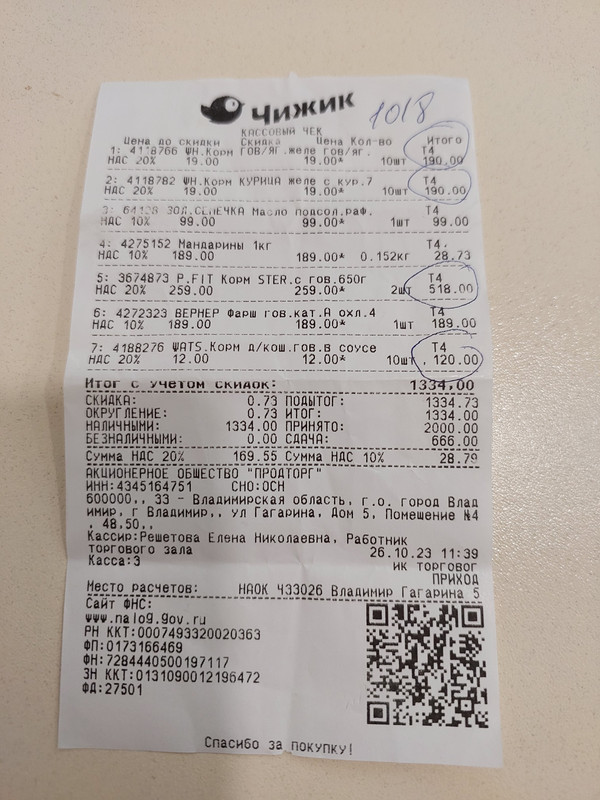 ЧИЖИК
1018
КАССОВЫЙ ЧЕК
Цена до скидки Скидка Цена Кол-во Итого
1: 4118766 ШН.Корм ГОВ/ЯГ.желе гов/яг. Т4
НДС 20% 19.00 19.00* 10шт 190.00
2: 4118782 ШН.Корм КУРИЦА желе с кур.7 Т4
НДС 20% 19.00 19.00* 10шт 190.00
3: ЗОЛ.СЕМЕЧКА Масло подсол.раф. Т4
НДС 10% 99.00 99.00* 1шт 99.00
4: 4275152 Мандарины 1кг Т4.
НДС 10% 189.00 189.00* 0.152кг 28.73
5: 3674873 P.FIT Корм STER.с гов.650г Т4
НДС 20% 259.00 259.00* 2шт 518.00
6: 4272323 ВЕРНЕР Фарш гов.кат.А охл.4 Т4
НДС 10% 189.00 189.00* 1шт 189.00
7: 4188276 WATS.Корм д/кош.гов.в соусе Т4
НДС 20% 12.00 12.00* 10шт 120.00
Итог с учетом скидок: 1334.00
СКИДКА: 0.73 ПОДЫТОГ: 1334.73
ОКРУГЛЕНИЕ: 0.73 ИТОГ: 1334.00
НАЛИЧНЫМИ: 1334.00 ПРИНЯТО: 2000.00
БЕЗНАЛИЧНЫМИ: 0.00 СДАЧА: 666.00
Сумма НДС 20% 169.55 Сумма НДС 10% 28.79
АКЦИОНЕРНОЕ ОБЩЕСТВО "ПРОДТОРГ"
ИНН:4345164751 СНО:ОСН
600000,, 33 - Владимирская область, г.о. город Влад
имир, г Владимир,, ул Гагарина, Дом 5, Помещение №4
, 48,50,,
Кассир:Решетова Елена Николаевна, Работник
торгового зала 26.10.23 11:39
Касса:3 ик торговог
ПРИХОД
Место расчетов: НАОК Ч33026 Владимир Гагарина 5
Сайт ФНС:
www.nalog.gov.ru
РН ККТ:0007493320020363
ФП:0173166469
ФН:7284440500197117
ЗН ККТ:0131090012196472
ФД:27501
Спасибо за покупку!